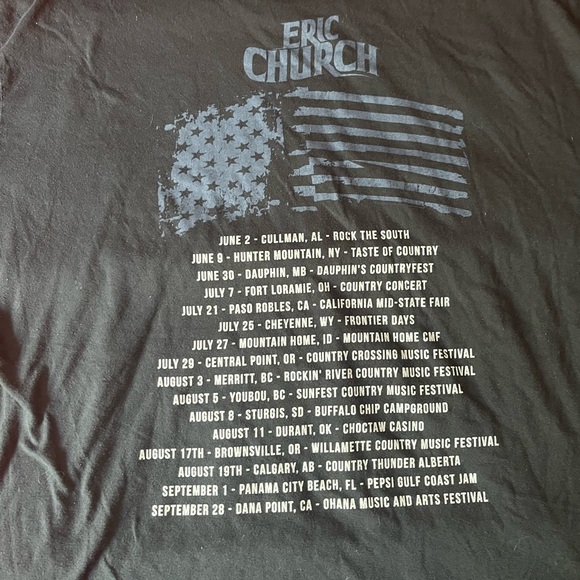 ERIC
CHURCH
JUNE 2 - CULLMAN, AL - ROCK THE SOUTH
JUNE 9 - HUNTER MOUNTAIN, NY - TASTE OF COUNTRY
JUNE 30 - DAUPHIN, MB - DAUPHIN'S COUNTRYFEST
JULY 7 - FORT LORAMIE, OH - COUNTRY CONCERT
JULY 21 - PASO ROBLES, CA - CALIFORNIA MID-STATE FAIR
JULY 25 - CHEYENNE, WY - FRONTIER DAYS
JULY 27 - MOUNTAIN HOME, ID - MOUNTAIN HOME CMF
JULY 29 - CENTRAL POINT, OR - COUNTRY CROSSING MUSIC FESTIVAL
AUGUST 3 - MERRITT, BC - ROCKIN' RIVER COUNTRY MUSIC FESTIVAL
AUGUST 5 - YOUBOU, BC - SUNFEST COUNTRY MUSIC FESTIVAL
AUGUST 8 - STURGIS, SD - BUFFALO CHIP CAMPGROUND
AUGUST 11 - DURANT, OK - CHOCTAW CASINO
AUGUST 17TH - BROWNSVILLE, OR - WILLAMETTE COUNTRY MUSIC FESTIVAL
AUGUST 19TH - CALGARY, AB - COUNTRY THUNDER ALBERTA
SEPTEMBER 1 - PANAMA CITY BEACH, FL - PEPSI GULF COAST JAM
SEPTEMBER 28 - DANA POINT, CA - OHANA MUSIC AND ARTS FESTIVAL